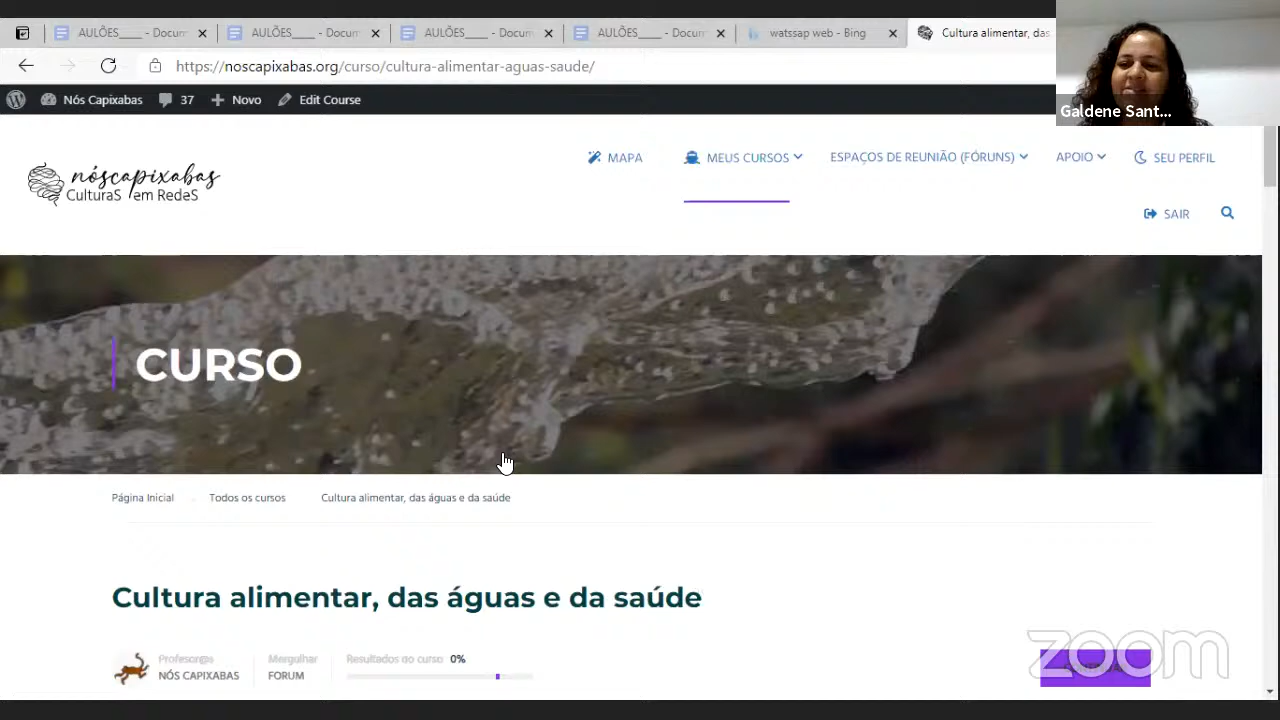 AULÕES____ - Docum
AULÕES____ - Docum
AULÕES____ - Docum
AULÕES____ - Docum
watssap web - Bing
Cultura alimentar, das
https://noscapixabas.org/curso/cultura-alimentar-aguas-saude/
Nós Capixabas
37
Novo
Edit Course
Galdene Sant...
nóscapixabas
CulturaS em RedeS
MAPA
MEUS CURSOS
ESPAÇOS DE REUNIÃO (FÓRUNS)
APOIO
SEU PERFIL
SAIR
CURSO
Página Inicial
Todos os cursos
Cultura alimentar, das águas e da saúde
Cultura alimentar, das águas e da saúde
Profesor@s
NÓS CAPIXABAS
Mergulhar
FORUM
Resultados do curso 0%
zoom